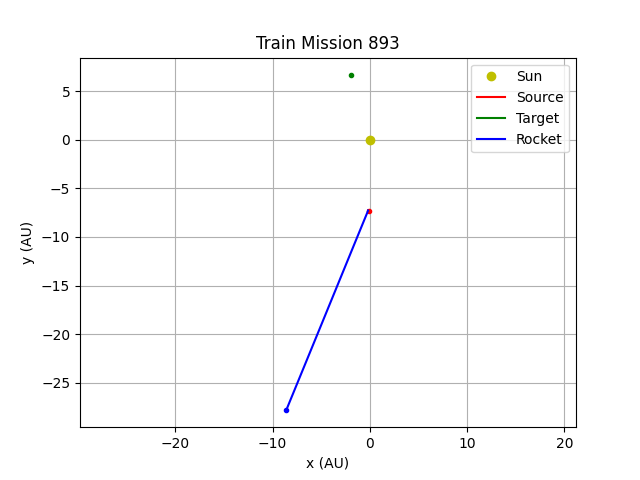 Train Mission 893
Sun
Source
Target
Rocket
5
0
−5
−10
−15
−20
−25
y (AU)
−20
−10
0
10
20
x (AU)